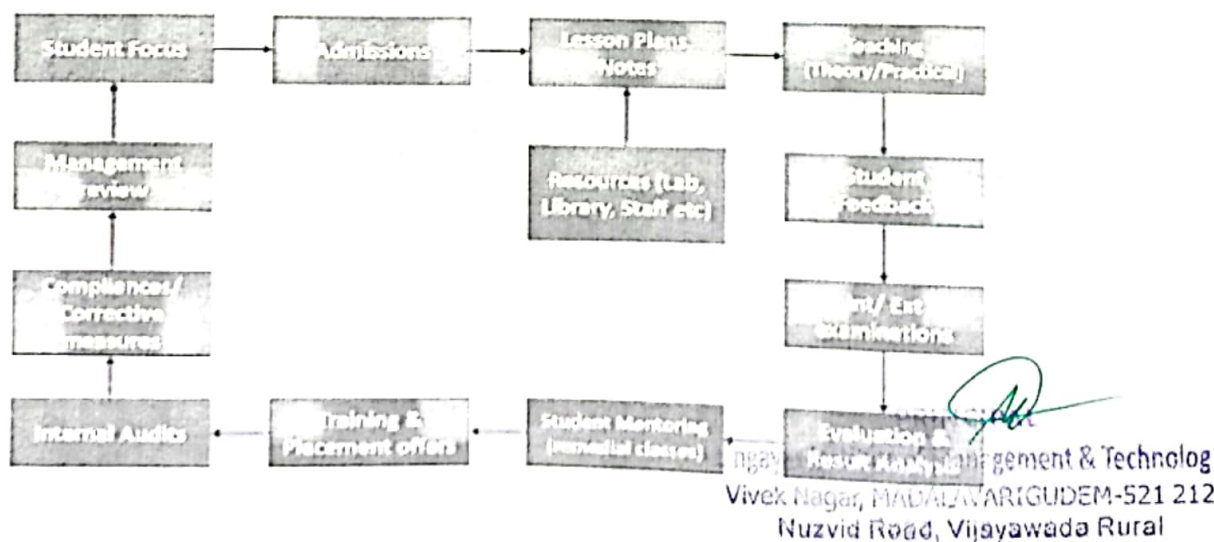 Student Focus
Admissions
Lesson Plans
Notes
Teaching
(Theory/Practical)
Management
review
Resources (Lab,
Library, Staff etc)
Student
Feedback
Compliances/
Corrective
measures
Int/ Ext
examinations
Internal Audits
Training &
Placement offers
Student Mentoring
(remedial classes)
Evaluation &
Result Analysis
gement & Technolog
Vivek Nagar, MADALAVARIGUDEM-521 212
Nuzvid Road, Vijayawada Rural